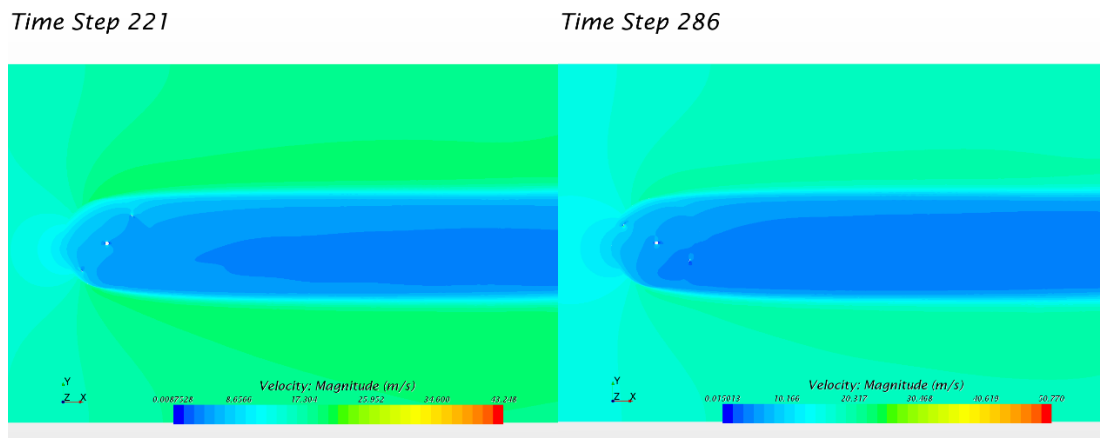 Time Step 221
Time Step 286
Y
Z X
Velocity: Magnitude (m/s)
0.0087528 8.6566 17.304 25.952 34.600 43.248
Y
Z X
Velocity: Magnitude (m/s)
0.015013 10.166 20.317 30.468 40.619 50.770